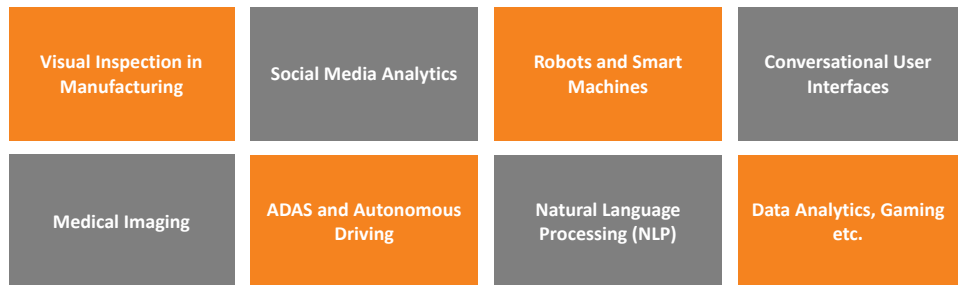 Visual Inspection in
Manufacturing
Social Media Analytics
Robots and Smart
Machines
Conversational User
Interfaces
Medical Imaging
ADAS and Autonomous
Driving
Natural Language
Processing (NLP)
Data Analytics, Gaming
etc.